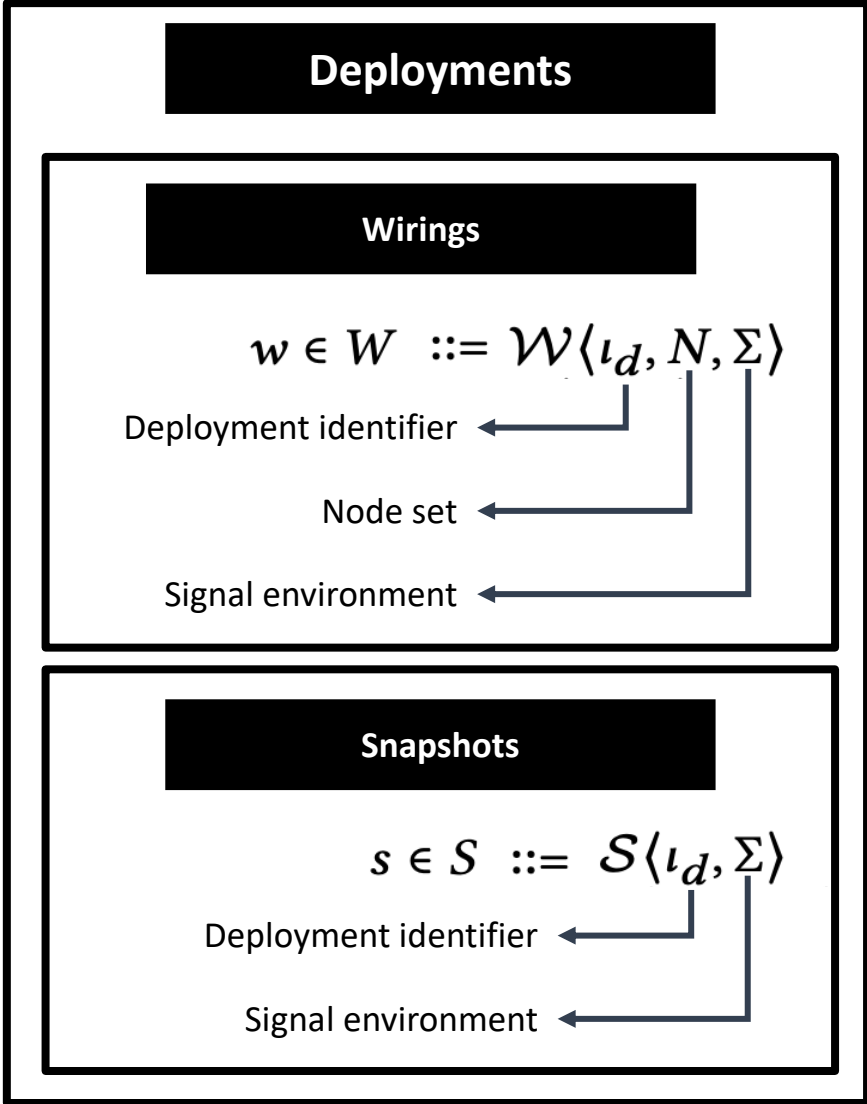 Deployments
Wirings
w ∈ W ::= 𝒲⟨ι_d, N, Σ⟩
Deployment identifier
Node set
Signal environment
Snapshots
s ∈ S ::= 𝒮⟨ι_d, Σ⟩
Deployment identifier
Signal environment